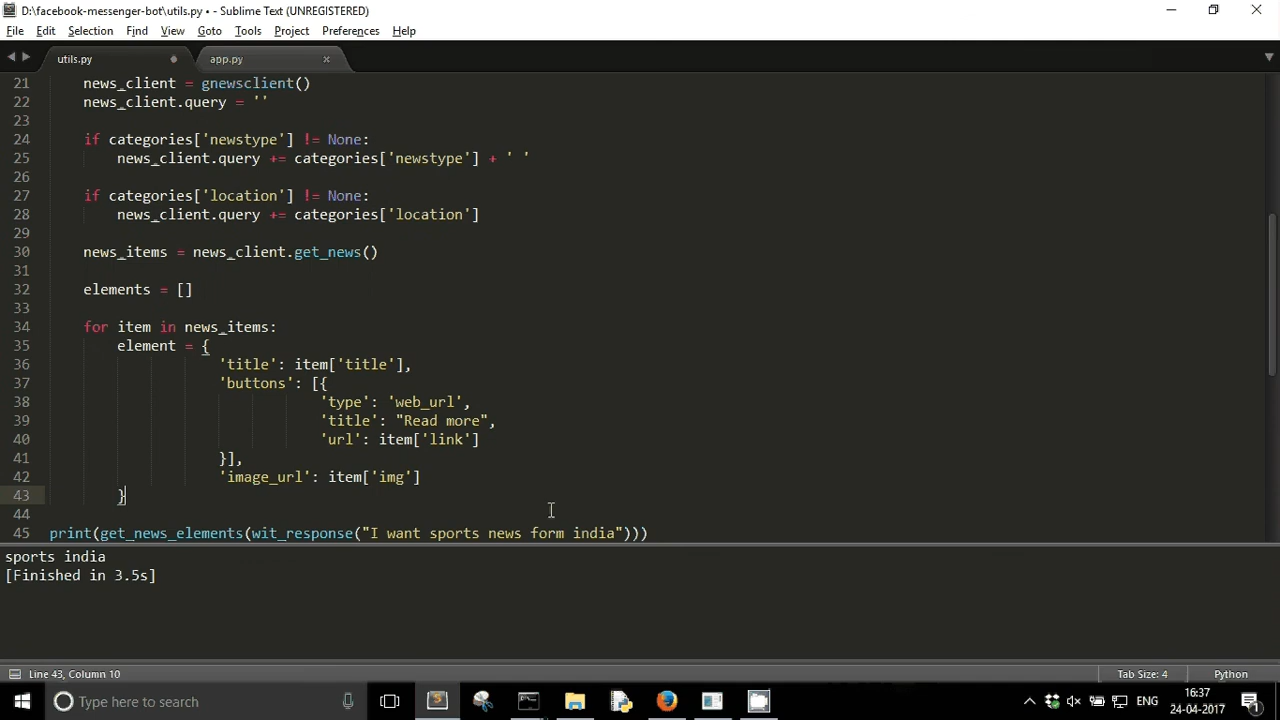 D:\facebook-messenger-bot\utils.py • - Sublime Text (UNREGISTERED)
File Edit Selection Find View Goto Tools Project Preferences Help
utils.py app.py
21 news_client = gnewsclient()
22 news_client.query = ''
23
24 if categories['newstype'] != None:
25 news_client.query += categories['newstype'] + ' '
26
27 if categories['location'] != None:
28 news_client.query += categories['location']
29
30 news_items = news_client.get_news()
31
32 elements = []
33
34 for item in news_items:
35 element = {
36 'title': item['title'],
37 'buttons': [{
38 'type': 'web_url',
39 'title': "Read more",
40 'url': item['link']
41 }],
42 'image_url': item['img']
43 }
44
45 print(get_news_elements(wit_response("I want sports news form india")))
sports india
[Finished in 3.5s]
Line 43, Column 10 Tab Size: 4 Python
Type here to search ENG 16:37
24-04-2017